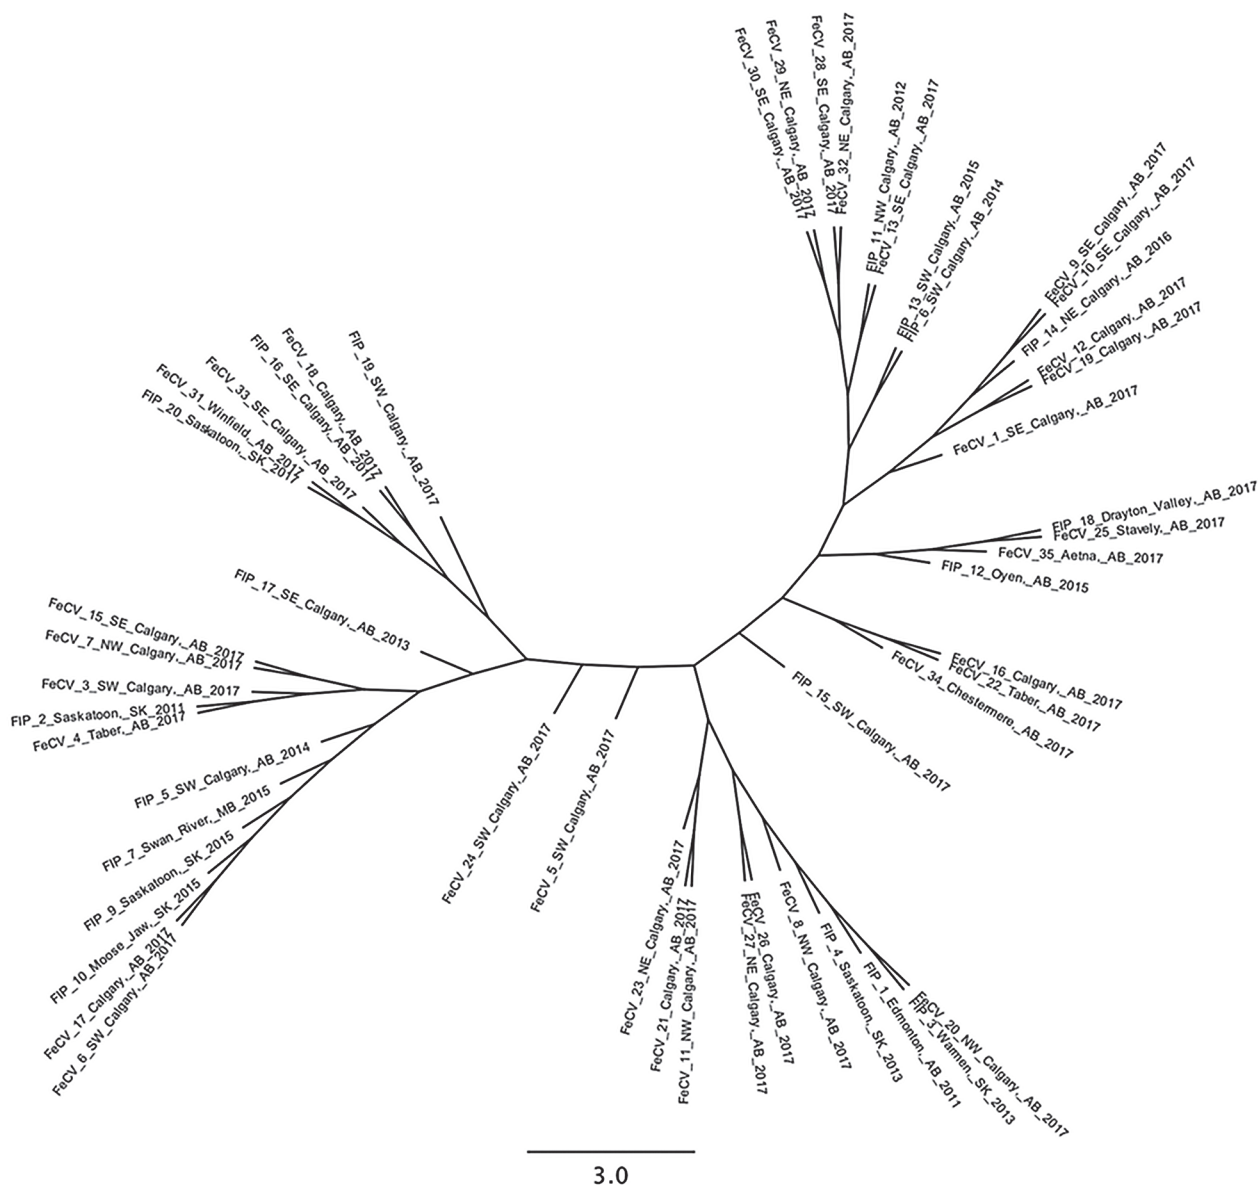 FeCV_30_SE_Calgary,_AB_2017
FeCV_29_NE_Calgary,_AB_2017
FeCV_28_SE_Calgary,_AB_2017
FeCV_32_NE_Calgary,_AB_2017
FIP_11_NW_Calgary,_AB_2012
FeCV_13_SE_Calgary,_AB_2017
FIP_13_SW_Calgary,_AB_2015
FIP_6_SW_Calgary,_AB_2014
FeCV_9_SE_Calgary,_AB_2017
FeCV_10_SE_Calgary,_AB_2017
FIP_14_NE_Calgary,_AB_2016
FeCV_12_Calgary,_AB_2017
FeCV_19_Calgary,_AB_2017
FeCV_1_SE_Calgary,_AB_2017
FIP_18_Drayton_Valley,_AB_2017
FeCV_25_Stavely,_AB_2017
FeCV_35_Aetna,_AB_2017
FIP_12_Oyen,_AB_2015
FeCV_16_Calgary,_AB_2017
FeCV_22_Taber,_AB_2017
FeCV_34_Chestermere,_AB_2017
FIP_15_SW_Calgary,_AB_2017
FeCV_20_NW_Calgary,_AB_2017
FIP_3_Warmen,_SK_2013
FIP_1_Edmonton,_AB_2011
FIP_4_Saskatoon,_SK_2013
FeCV_8_NW_Calgary,_AB_2017
FeCV_26_Calgary,_AB_2017
FeCV_27_NE_Calgary,_AB_2017
FeCV_11_NW_Calgary,_AB_2017
FeCV_21_Calgary,_AB_2017
FeCV_23_NE_Calgary,_AB_2017
FeCV_5_SW_Calgary,_AB_2017
FeCV_24_SW_Calgary,_AB_2017
FeCV_6_SW_Calgary,_AB_2017
FeCV_17_Calgary,_AB_2017
FIP_10_Moose_Jaw,_SK_2015
FIP_9_Saskatoon,_SK_2015
FIP_7_Swan_River,_MB_2015
FIP_5_SW_Calgary,_AB_2014
FeCV_4_Taber,_AB_2017
FIP_2_Saskatoon,_SK_2011
FeCV_3_SW_Calgary,_AB_2017
FeCV_7_NW_Calgary,_AB_2017
FeCV_15_SE_Calgary,_AB_2017
FIP_17_SE_Calgary,_AB_2013
FIP_20_Saskatoon,_SK_2017
FeCV_31_Winfield,_AB_2017
FeCV_33_SE_Calgary,_AB_2017
FIP_16_SE_Calgary,_AB_2017
FeCV_18_Calgary,_AB_2017
FIP_19_SW_Calgary,_AB_2017
3.0